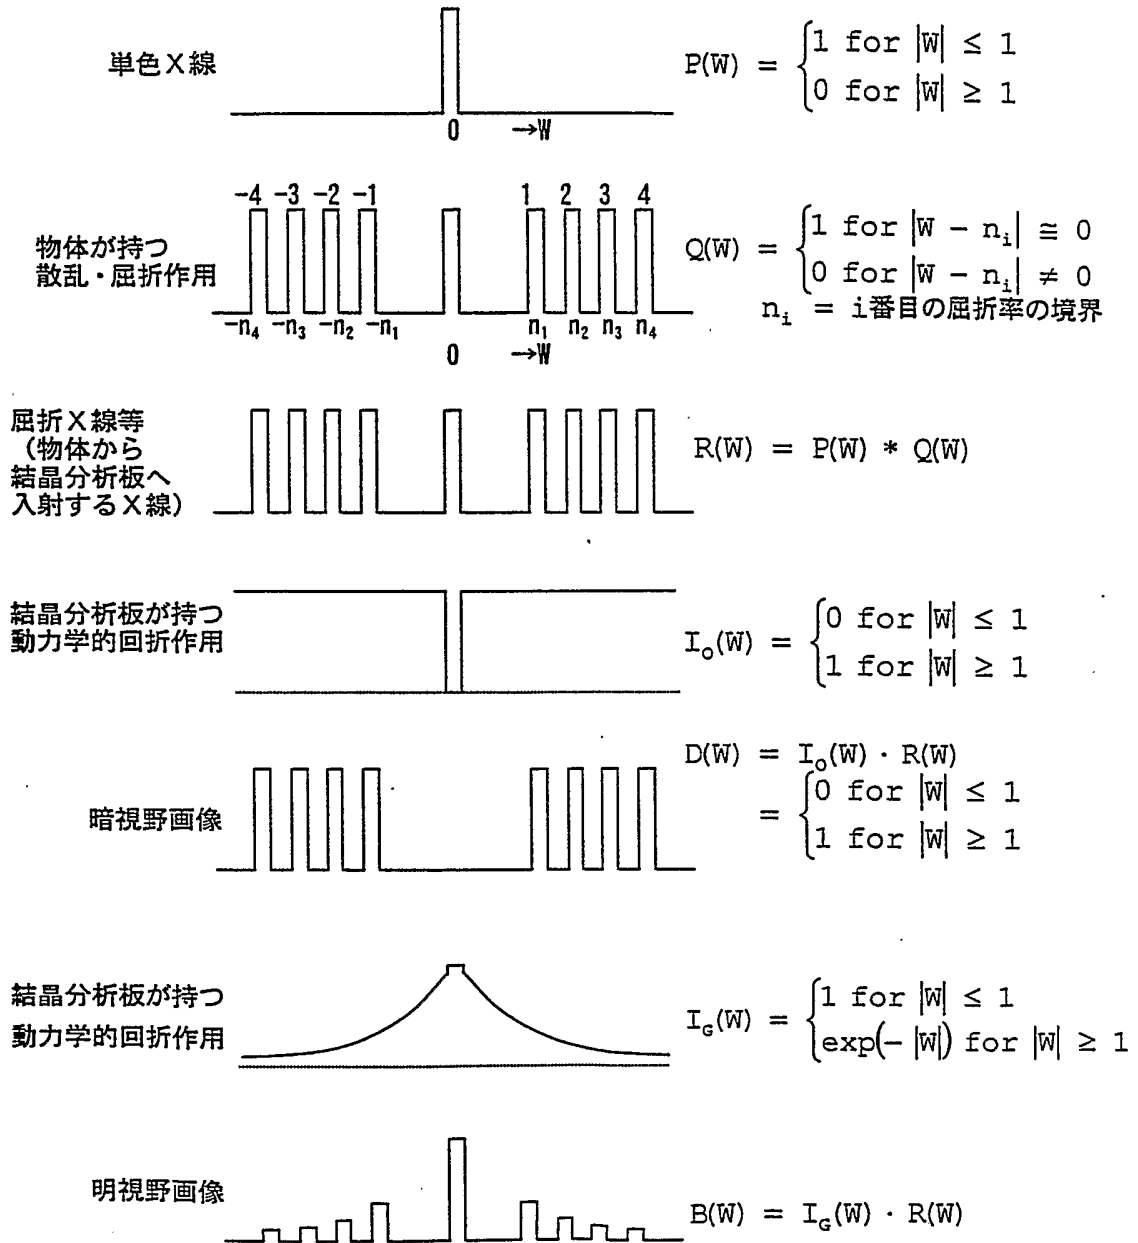 単色X線
P(W) = {1 for |W| ≤ 1
0 for |W| ≥ 1
0 →W
-4 -3 -2 -1 1 2 3 4
物体が持つ
散乱・屈折作用
Q(W) = {1 for |W - nᵢ| ≅ 0
0 for |W - nᵢ| ≠ 0
nᵢ = i番目の屈折率の境界
-n₄ -n₃ -n₂ -n₁ n₁ n₂ n₃ n₄
0 →W
屈折X線等
(物体から
結晶分析板へ
入射するX線)
R(W) = P(W) * Q(W)
結晶分析板が持つ
動力学的回折作用
I₀(W) = {0 for |W| ≤ 1
1 for |W| ≥ 1
暗視野画像
D(W) = I₀(W) · R(W)
= {0 for |W| ≤ 1
1 for |W| ≥ 1
結晶分析板が持つ
動力学的回折作用
I_G(W) = {1 for |W| ≤ 1
exp(- |W|) for |W| ≥ 1
明視野画像
B(W) = I_G(W) · R(W)